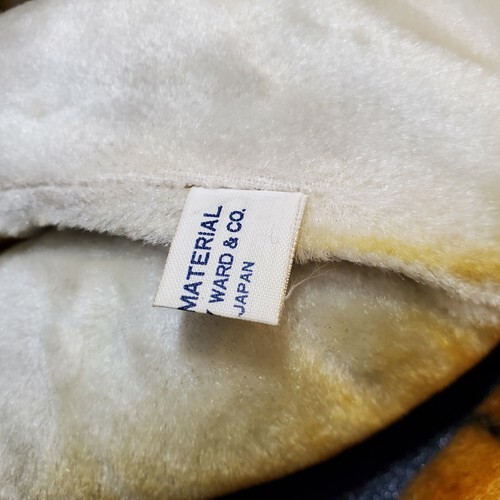 MATERIAL
WARD & CO.
JAPAN